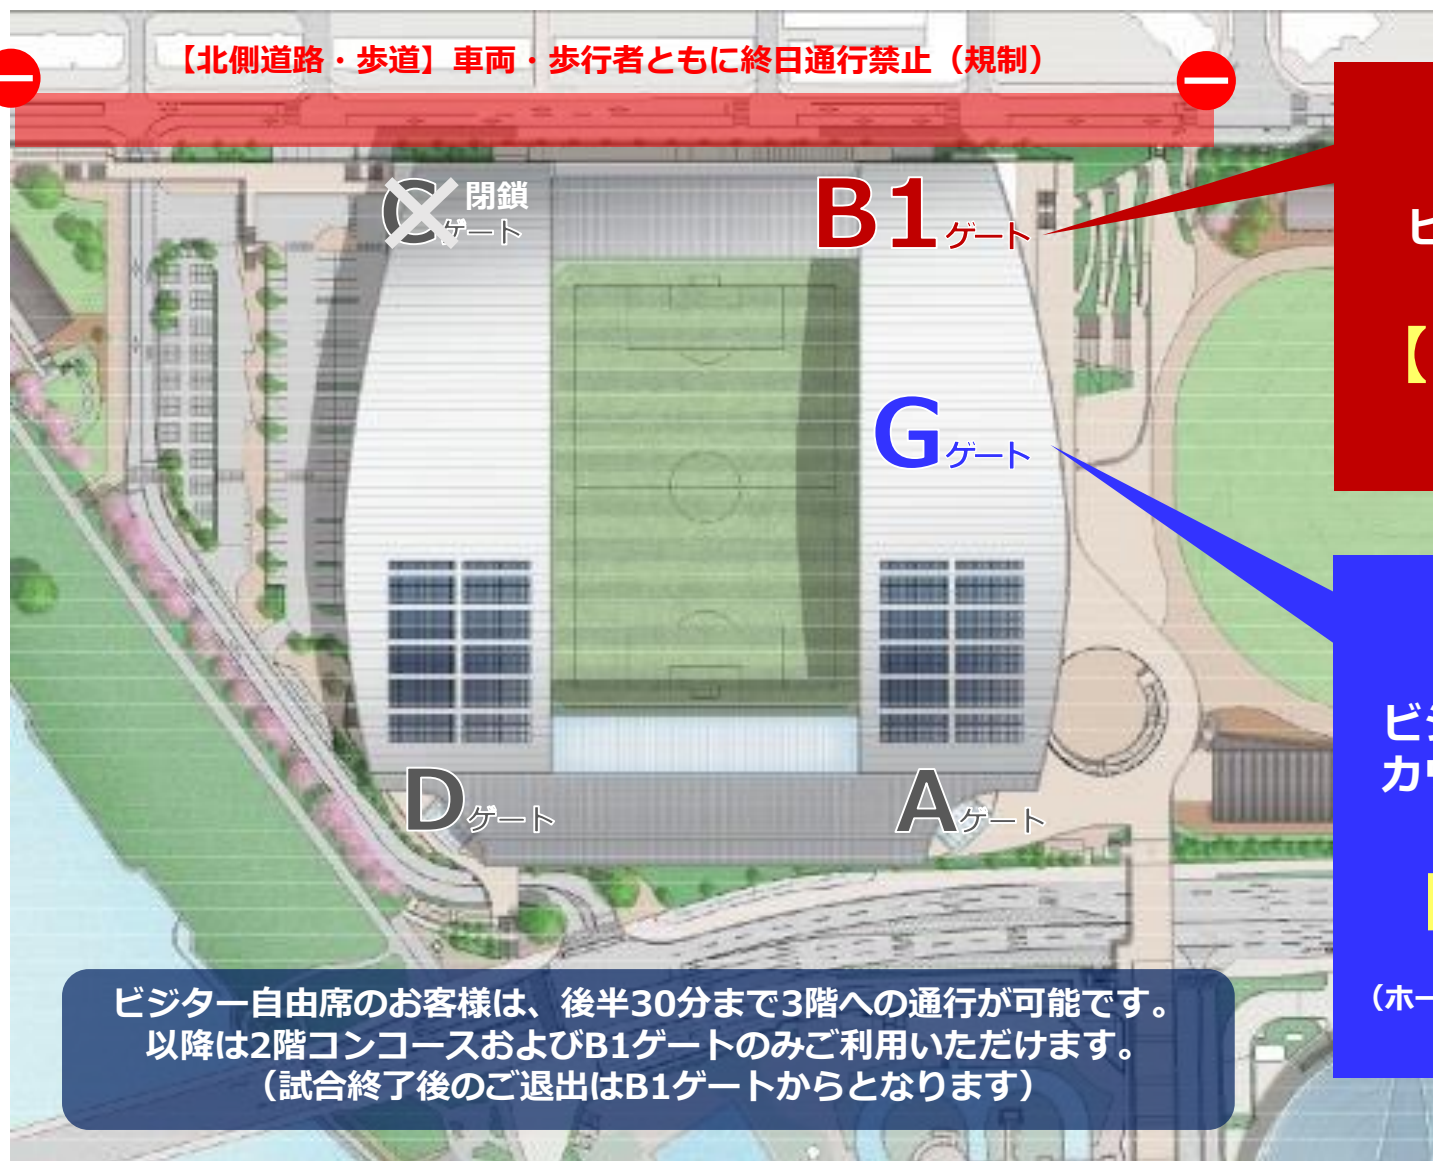 【北側道路・歩道】車両・歩行者ともに終日通行禁止（規制）
C 閉鎖
ゲート
B1ゲート
ビ
【
Gゲート
ビジ
カ
Dゲート
Aゲート
（ホー
ビジター自由席のお客様は、後半30分まで3階への通行が可能です。
以降は2階コンコースおよびB1ゲートのみご利用いただけます。
（試合終了後のご退出はB1ゲートからとなります）